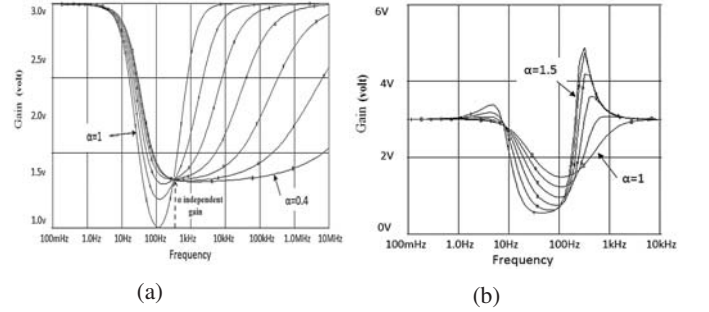 3.0v
2.5v
2.0v
1.5v
1.0v
Gain (volt)
α=1
α independent
gain
α=0.4
100mHz 1.0Hz 10Hz 100Hz 1KHz 10kHz 100kHz 1.0MHz 10MHz
Frequency
(a)
6V
4V
2V
0V
Gain (volt)
α=1.5
α=1
100mHz 1.0Hz 10Hz 100Hz 1KHz 10kHz
Frequency
(b)